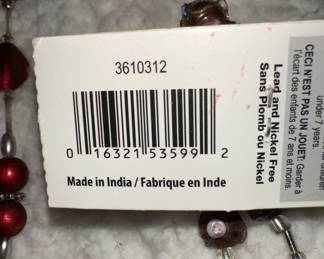 3610312
0 16321 53599 2
Made in India / Fabrique en Inde
Lead and Nickel Free
Sans Plomb ou Nickel
under 7 years.
CECI N'EST PAS UN JOUET: Garder à
l'écart des enfants de 7 ans et moins.